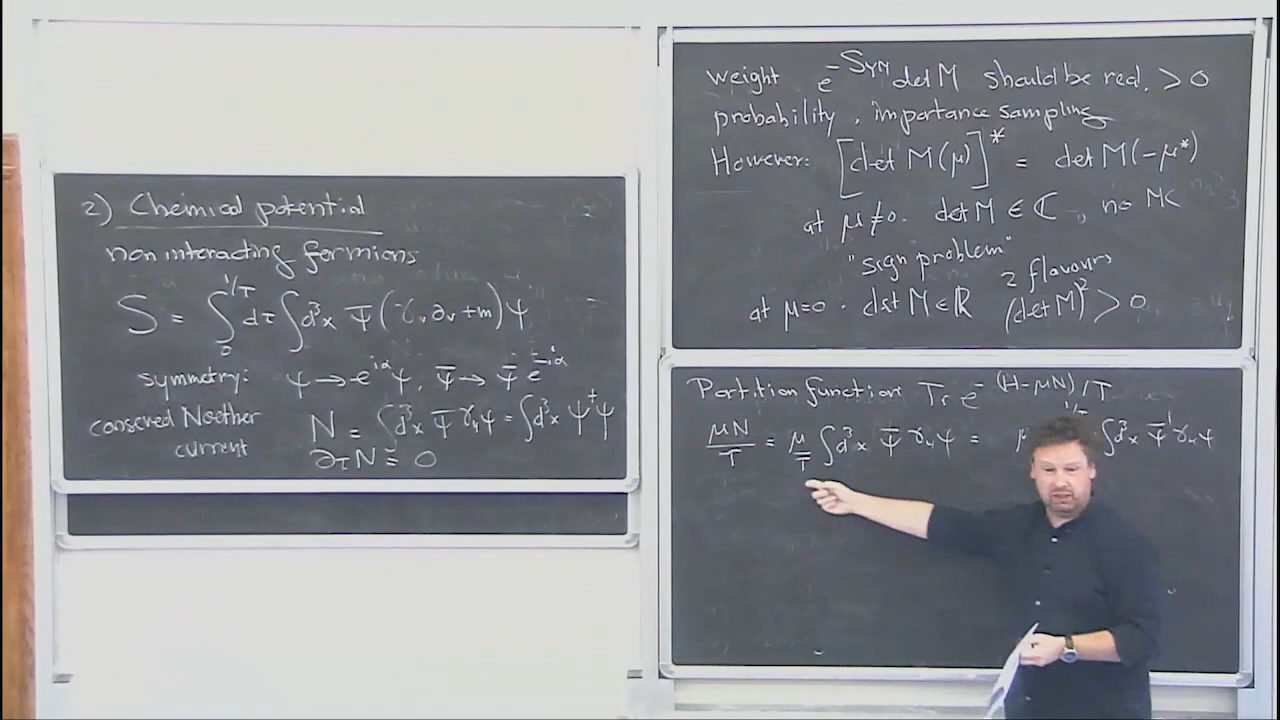 2) Chemical potential
non interacting fermions
S = ∫₀^{1/T} dτ ∫d³x ψ̄(γ_ν ∂_ν + m)ψ
symmetry: ψ → e^{iα} ψ, ψ̄ → ψ̄ e^{-iα}
conserved Noether current
N = ∫d³x ψ̄ γ₄ ψ = ∫d³x ψ†ψ
∂_τ N = 0
weight e^{-S_YM} det M should be real, > 0
probability, importance sampling
However: [det M(μ)]* = det M(-μ*)
at μ ≠ 0. det M ∈ ℂ, no MC
"sign problem"
2 flavours
at μ=0. det M ∈ ℝ (det M)² > 0
Partition function: Tr e^{-(H-μN)/T}
μN/T = μ/T ∫d³x ψ̄ γ₄ ψ = μ ∫d³x ψ̄ γ₄ ψ